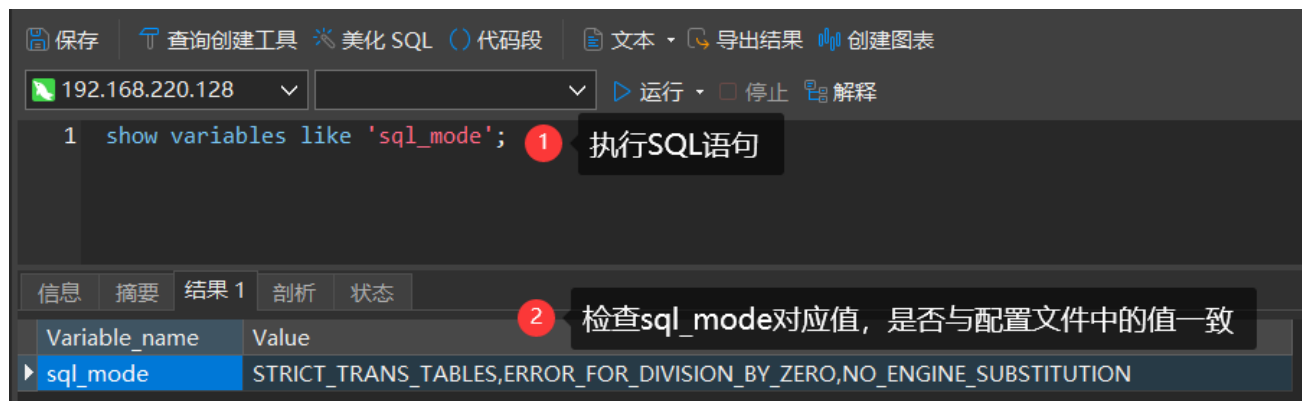 保存 查询创建工具 美化 SQL () 代码段 文本 导出结果 创建图表
192.168.220.128 运行 停止 解释
1 show variables like 'sql_mode'; 1 执行SQL语句
信息 摘要 结果 1 剖析 状态
2 检查sql_mode对应值，是否与配置文件中的值一致
Variable_name Value
sql_mode STRICT_TRANS_TABLES,ERROR_FOR_DIVISION_BY_ZERO,NO_ENGINE_SUBSTITUTION